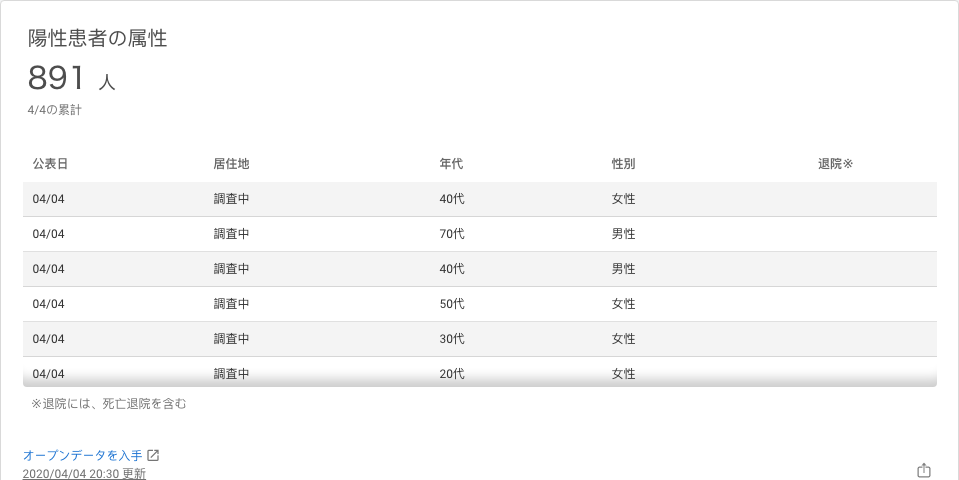 陽性患者の属性
891 人
4/4の累計
公表日 居住地 年代 性別 退院※
04/04 調査中 40代 女性
04/04 調査中 70代 男性
04/04 調査中 40代 男性
04/04 調査中 50代 女性
04/04 調査中 30代 女性
04/04 調査中 20代 女性
※退院には、死亡退院を含む
オープンデータを入手
2020/04/04 20:30 更新